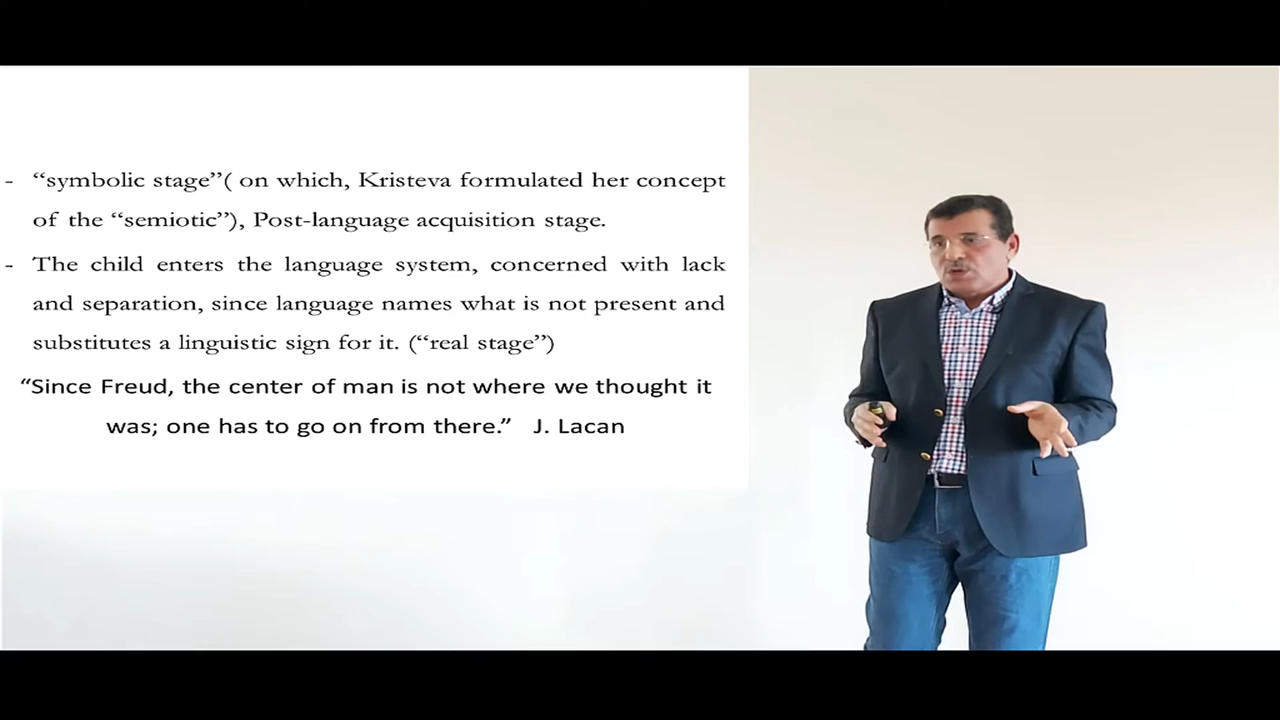 - “symbolic stage”( on which, Kristeva formulated her concept
of the “semiotic”), Post-language acquisition stage.
- The child enters the language system, concerned with lack
and separation, since language names what is not present and
substitutes a linguistic sign for it. (“real stage”)
“Since Freud, the center of man is not where we thought it
was; one has to go on from there.” J. Lacan